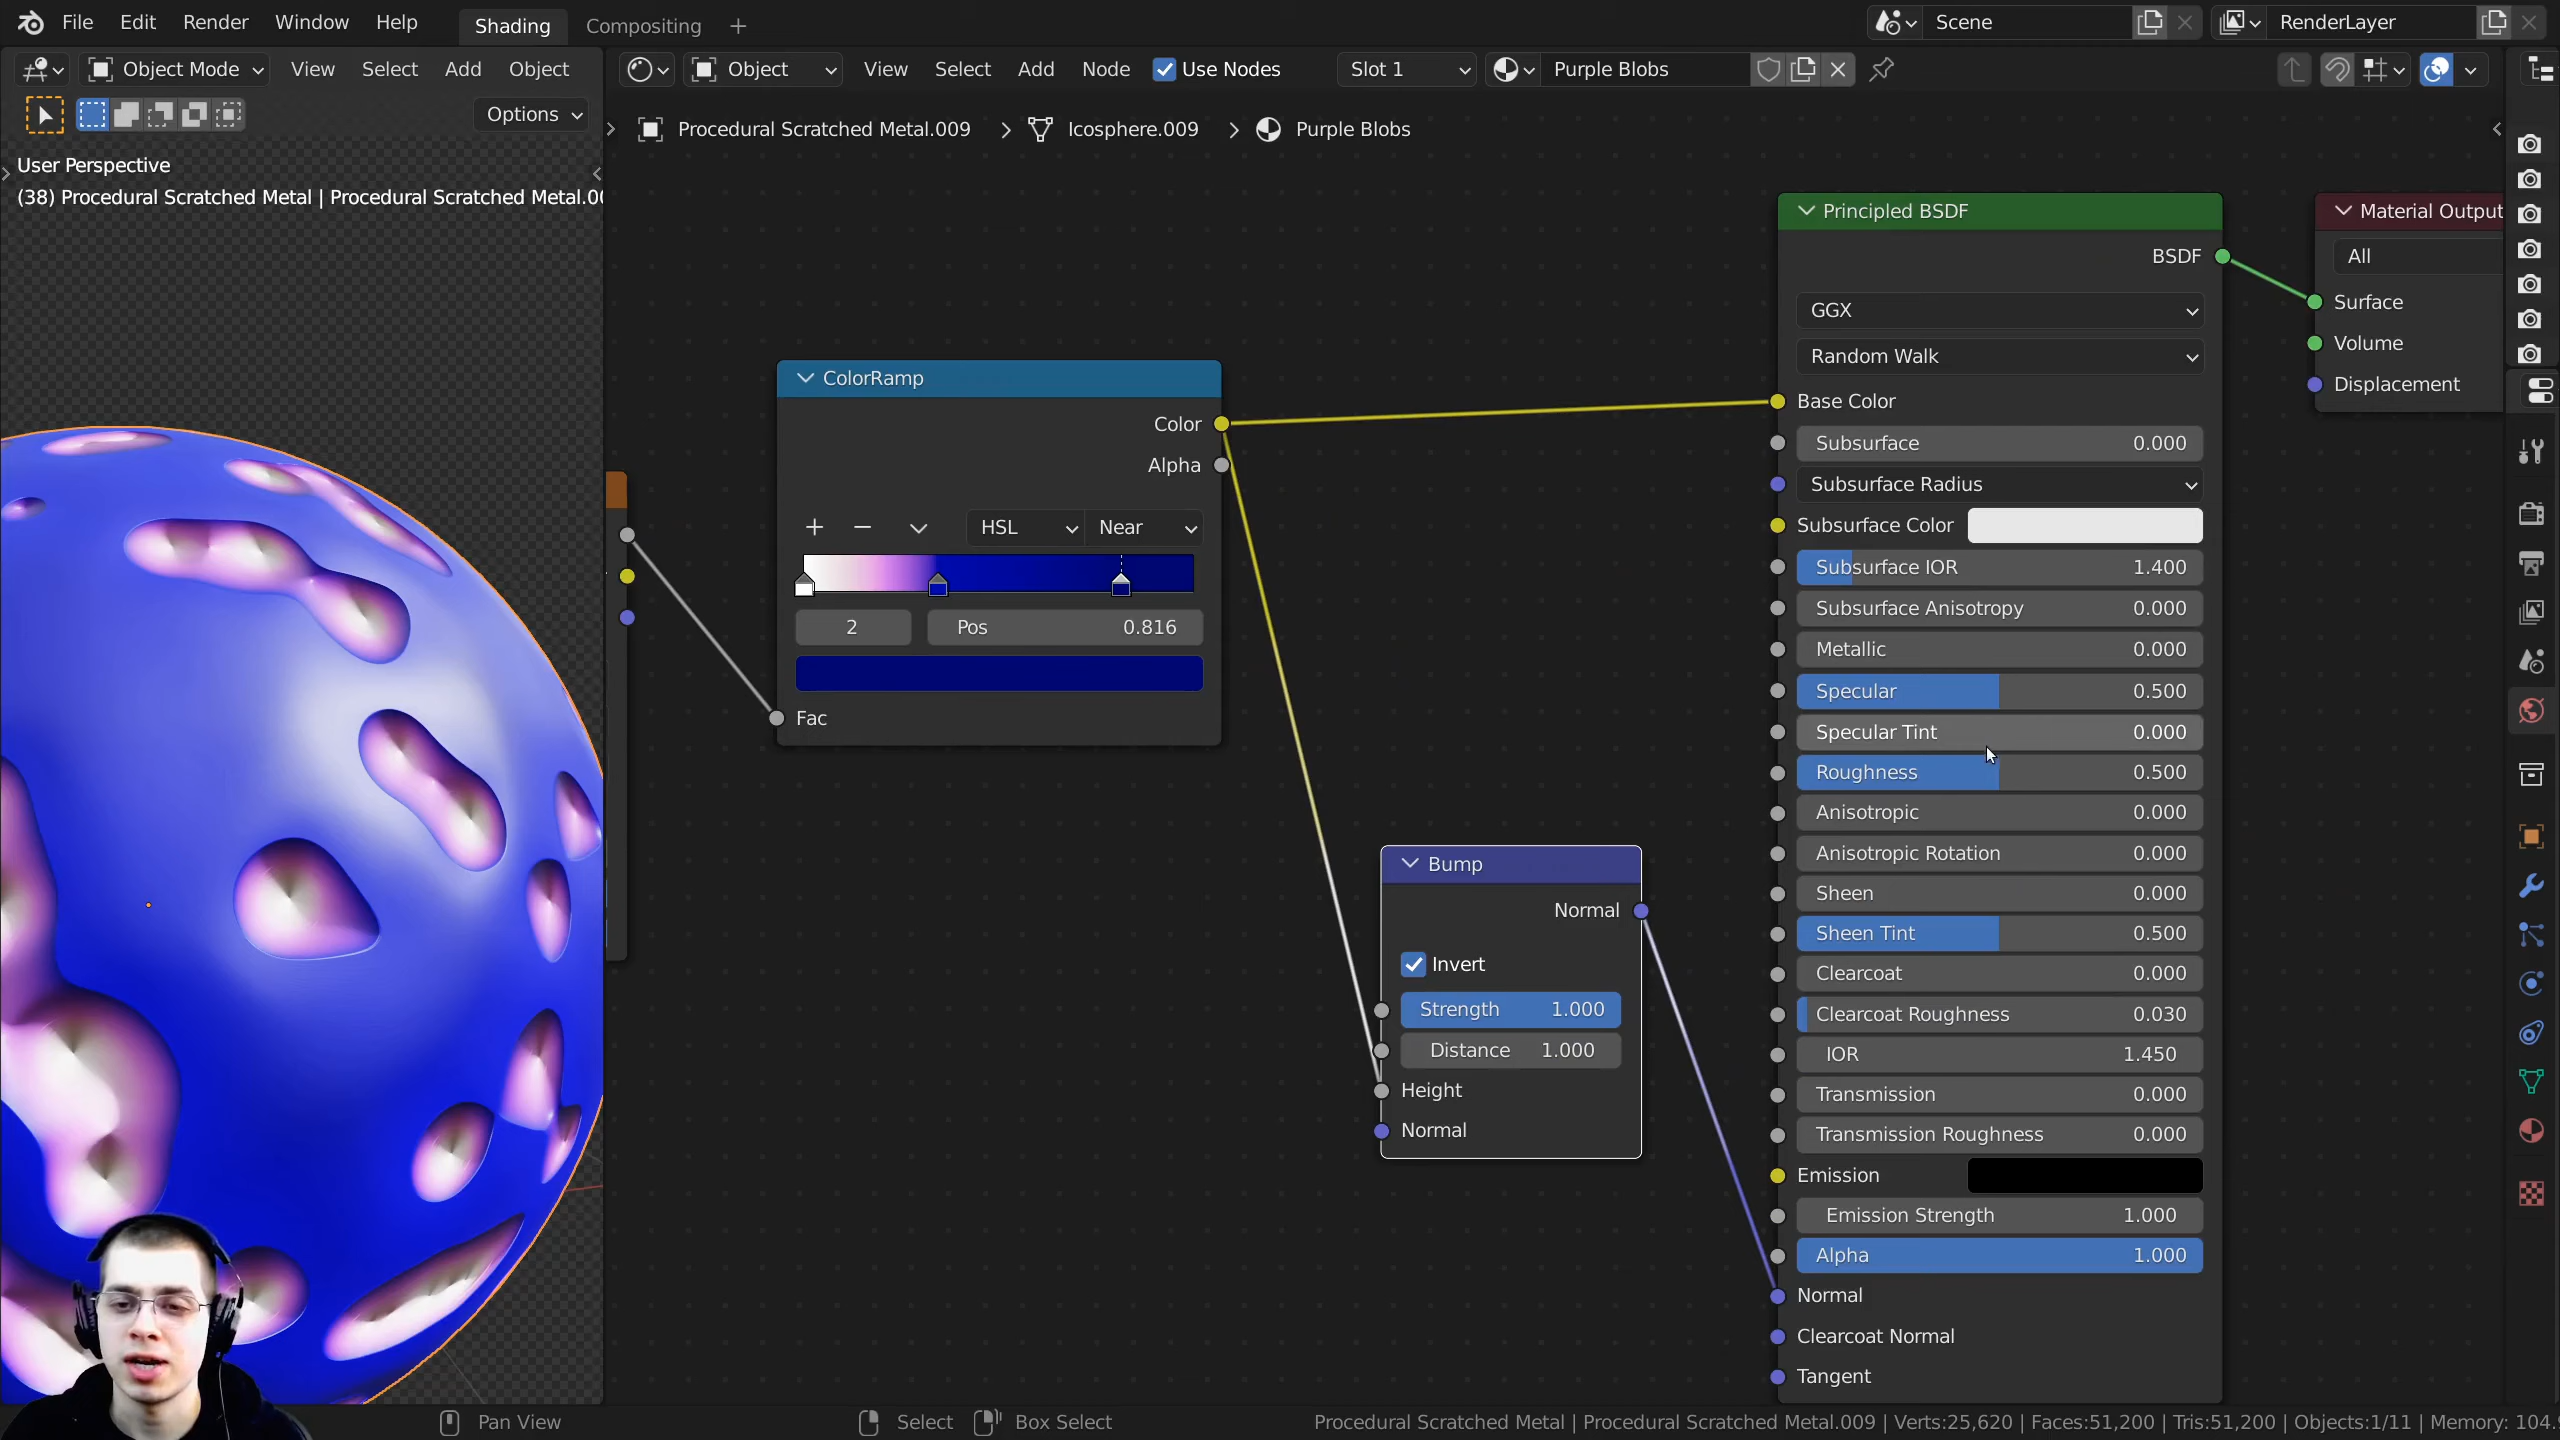 File Edit Render Window Help Shading Compositing + Scene RenderLayer
Object Mode View Select Add Object Object View Select Add Node Use Nodes Slot 1 Purple Blobs
Options
Procedural Scratched Metal.009 Icosphere.009 Purple Blobs
User Perspective
(38) Procedural Scratched Metal | Procedural Scratched Metal.00
Principled BSDF
BSDF
GGX
Random Walk
Base Color
Subsurface 0.000
Subsurface Radius
Subsurface Color
Subsurface IOR 1.400
Subsurface Anisotropy 0.000
Metallic 0.000
Specular 0.500
Specular Tint 0.000
Roughness 0.500
Anisotropic 0.000
Anisotropic Rotation 0.000
Sheen 0.000
Sheen Tint 0.500
Clearcoat 0.000
Clearcoat Roughness 0.030
IOR 1.450
Transmission 0.000
Transmission Roughness 0.000
Emission
Emission Strength 1.000
Alpha 1.000
Normal
Clearcoat Normal
Tangent
Material Output
All
Surface
Volume
Displacement
ColorRamp
Color
Alpha
HSL Near
2 Pos 0.816
Fac
Bump
Normal
Invert
Strength 1.000
Distance 1.000
Height
Normal
Pan View Select Box Select Procedural Scratched Metal | Procedural Scratched Metal.009 | Verts:25,620 | Faces:51,200 | Tris:51,200 | Objects:1/11 | Memory: 104.